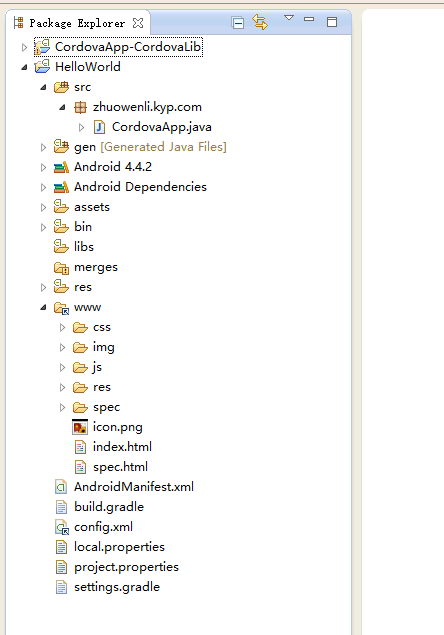 Package Explorer
CordovaApp-CordovaLib
HelloWorld
src
zhuowenli.kyp.com
CordovaApp.java
gen [Generated Java Files]
Android 4.4.2
Android Dependencies
assets
bin
libs
merges
res
www
css
img
js
res
spec
icon.png
index.html
spec.html
AndroidManifest.xml
build.gradle
config.xml
local.properties
project.properties
settings.gradle